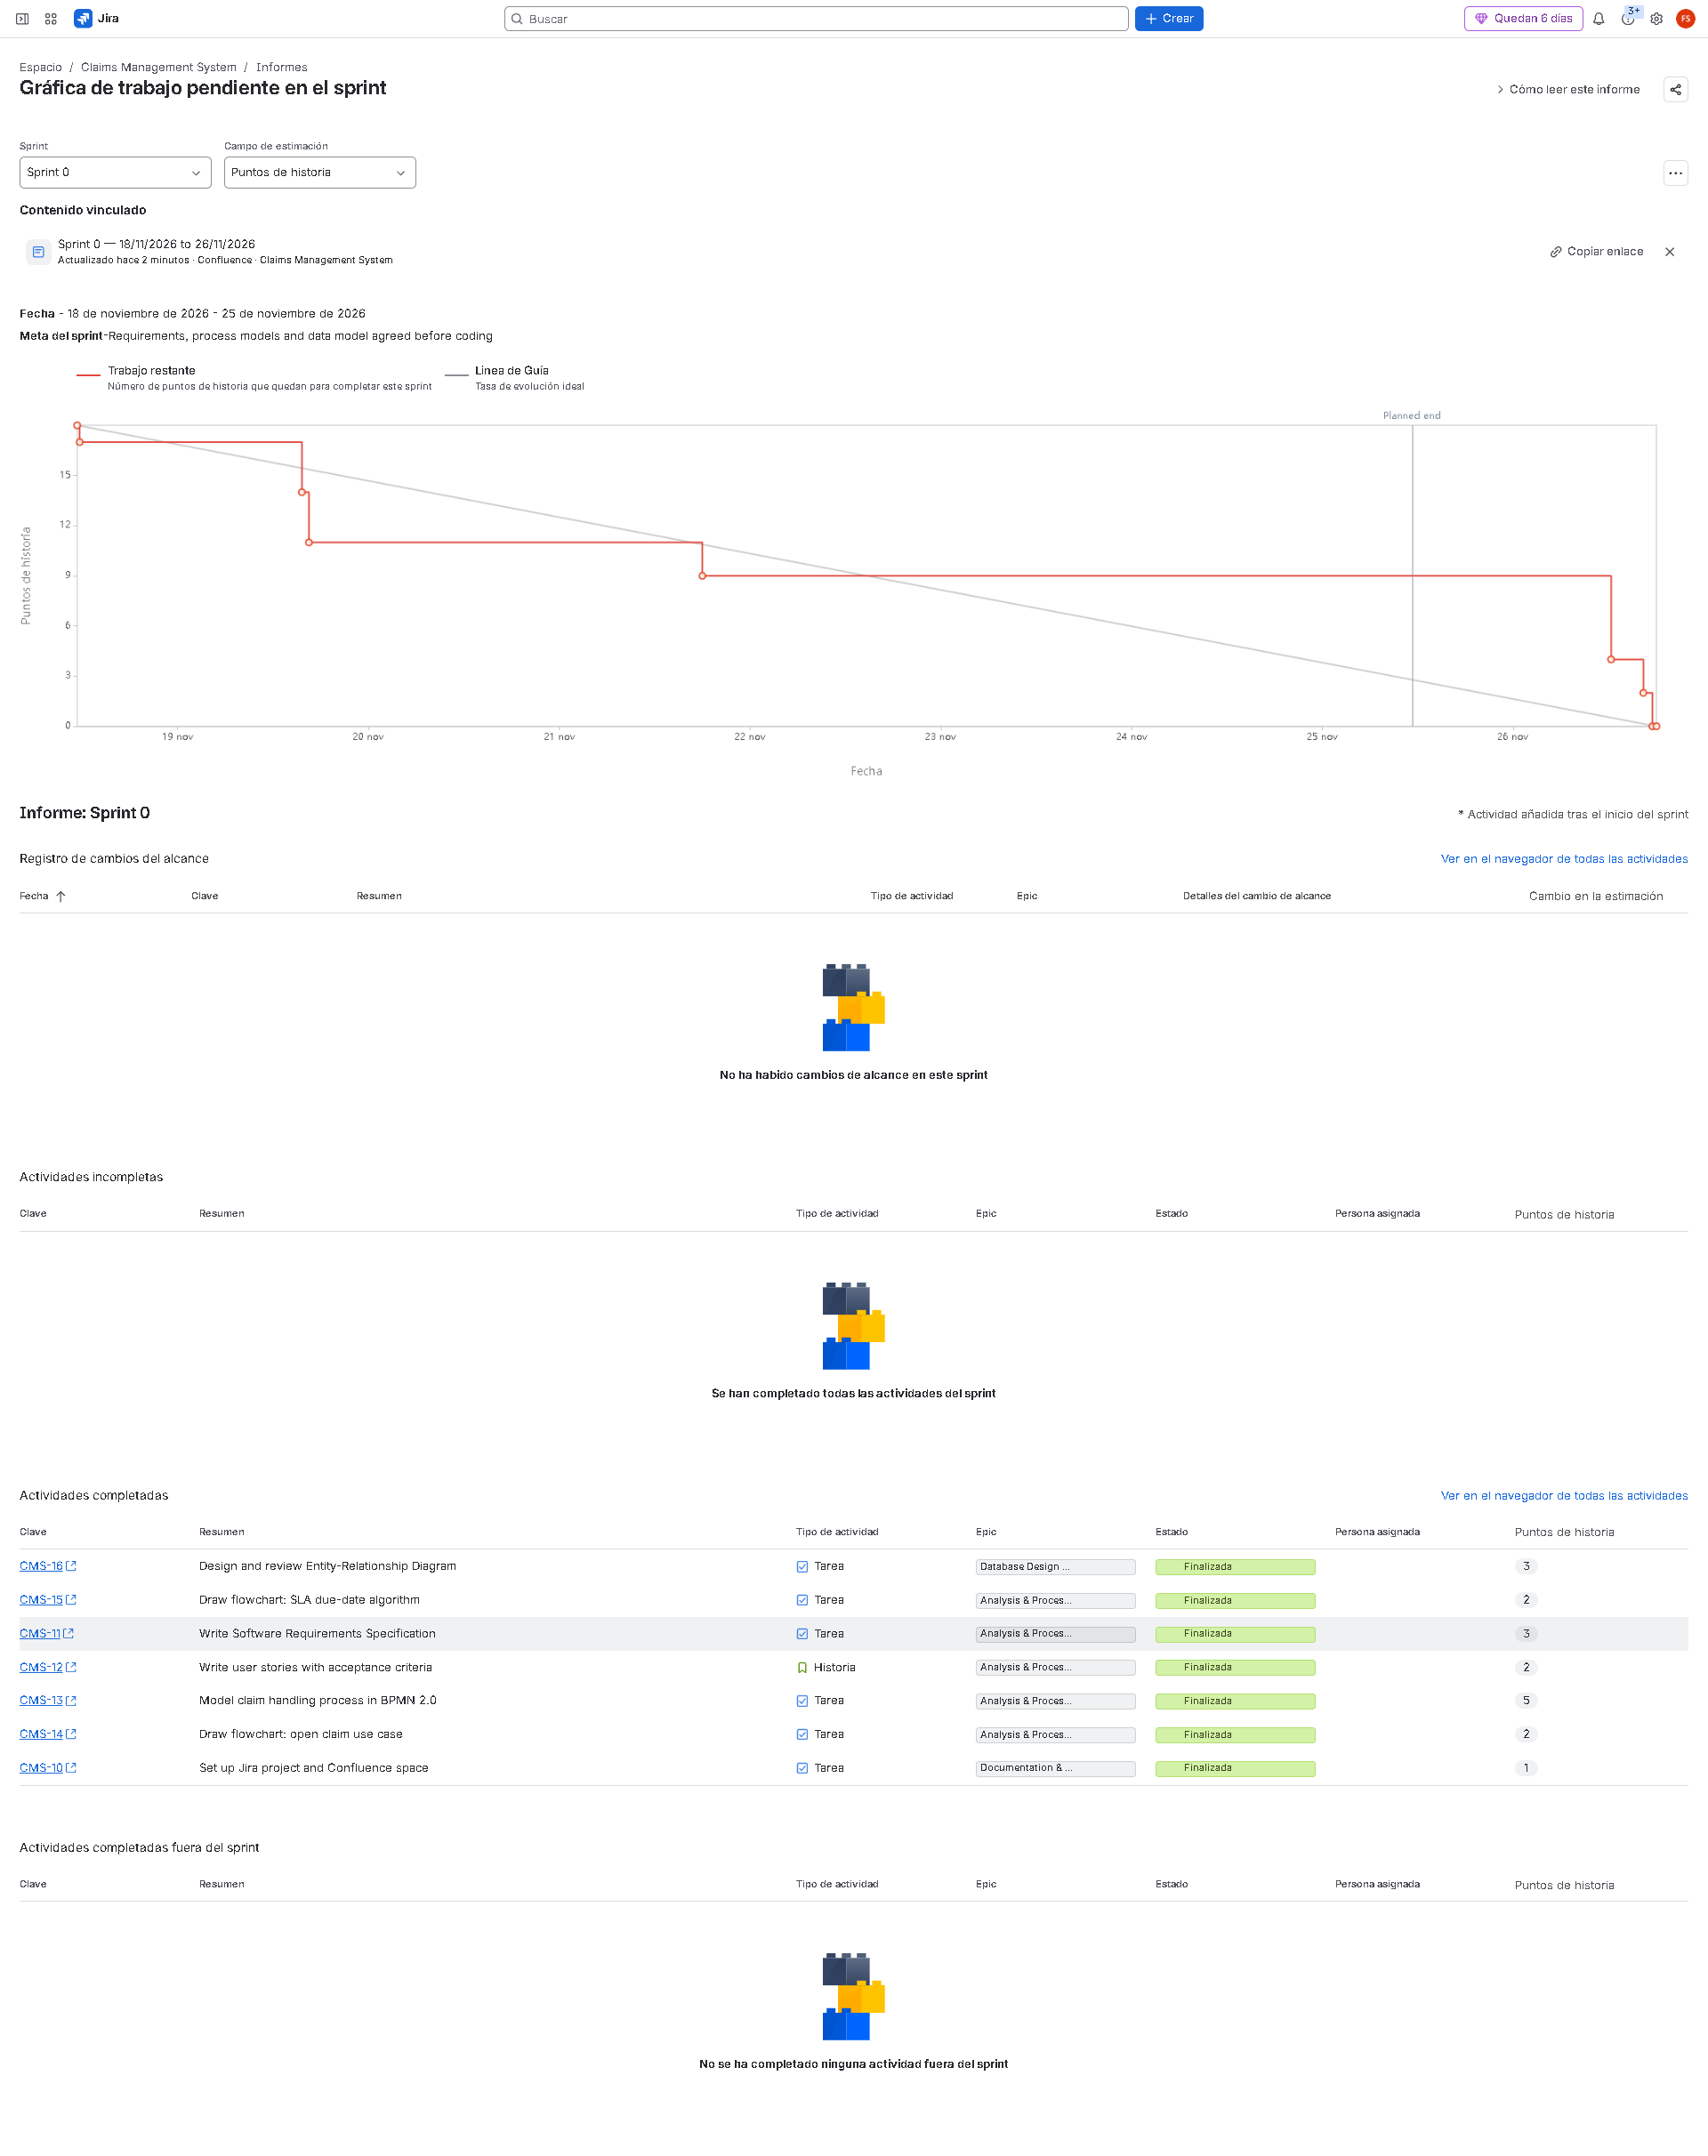 Jira
Buscar
Crear
Quedan 6 días
3+
FS
Espacio / Claims Management System / Informes
Gráfica de trabajo pendiente en el sprint
Cómo leer este informe
Sprint
Campo de estimación
Sprint 0
Puntos de historia
Contenido vinculado
Sprint 0 — 18/11/2026 to 26/11/2026
Actualizado hace 2 minutos · Confluence · Claims Management System
Copiar enlace
Fecha - 18 de noviembre de 2026 - 25 de noviembre de 2026
Meta del sprint-Requirements, process models and data model agreed before coding
Trabajo restante
Número de puntos de historia que quedan para completar este sprint
Línea de Guía
Tasa de evolución ideal
Planned end
15
12
9
6
3
0
Puntos de historia
19 nov 20 nov 21 nov 22 nov 23 nov 24 nov 25 nov 26 nov
Fecha
Informe: Sprint 0
* Actividad añadida tras el inicio del sprint
Registro de cambios del alcance
Ver en el navegador de todas las actividades
Fecha Clave Resumen Tipo de actividad Epic Detalles del cambio de alcance Cambio en la estimación
No ha habido cambios de alcance en este sprint
Actividades incompletas
Clave Resumen Tipo de actividad Epic Estado Persona asignada Puntos de historia
Se han completado todas las actividades del sprint
Actividades completadas
Ver en el navegador de todas las actividades
Clave Resumen Tipo de actividad Epic Estado Persona asignada Puntos de historia
CMS-16 Design and review Entity-Relationship Diagram Tarea Database Design ... Finalizada 3
CMS-15 Draw flowchart: SLA due-date algorithm Tarea Analysis & Proces... Finalizada 2
CMS-11 Write Software Requirements Specification Tarea Analysis & Proces... Finalizada 3
CMS-12 Write user stories with acceptance criteria Historia Analysis & Proces... Finalizada 2
CMS-13 Model claim handling process in BPMN 2.0 Tarea Analysis & Proces... Finalizada 5
CMS-14 Draw flowchart: open claim use case Tarea Analysis & Proces... Finalizada 2
CMS-10 Set up Jira project and Confluence space Tarea Documentation & ... Finalizada 1
Actividades completadas fuera del sprint
Clave Resumen Tipo de actividad Epic Estado Persona asignada Puntos de historia
No se ha completado ninguna actividad fuera del sprint